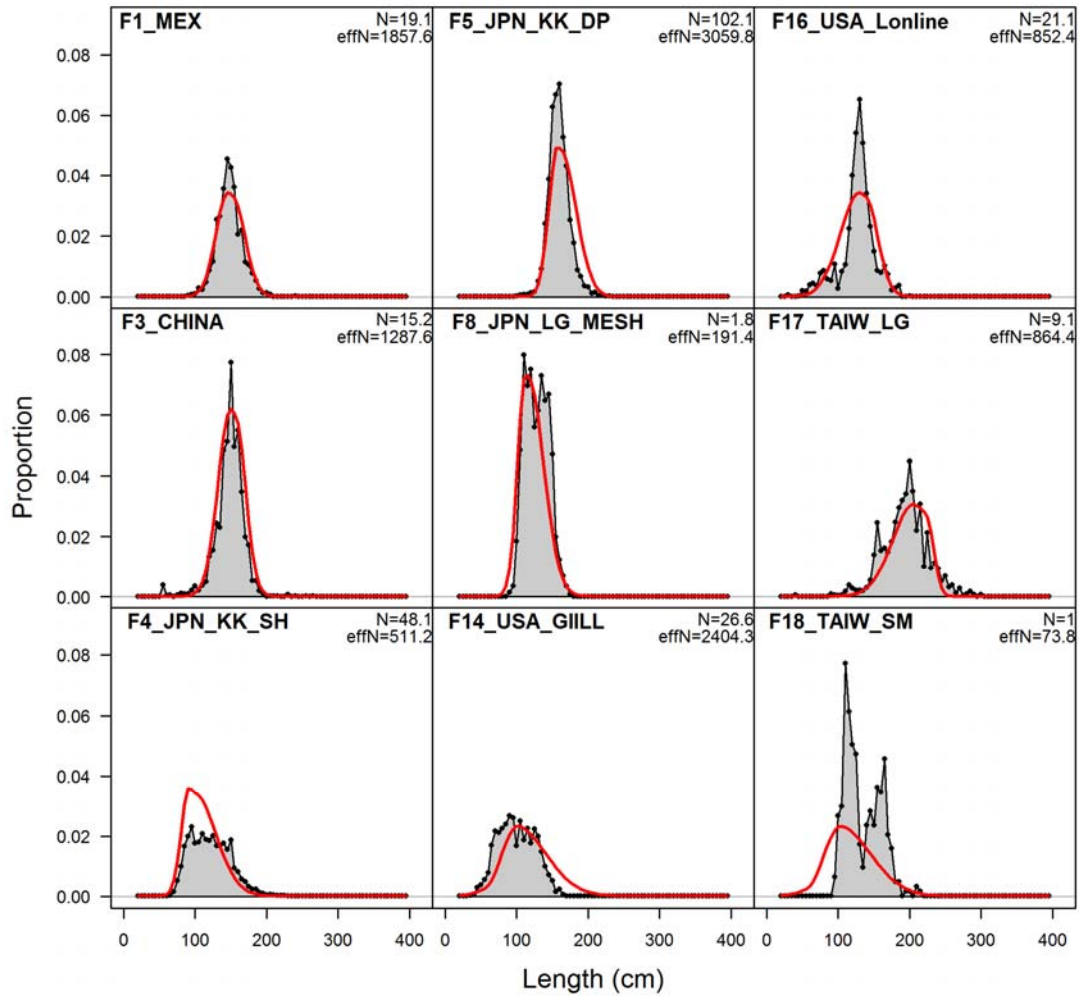 F1_MEX
N=19.1
effN=1857.6
F5_JPN_KK_DP
N=102.1
effN=3059.8
F16_USA_Lonline
N=21.1
effN=852.4
0.08
0.06
0.04
0.02
0.00
F3_CHINA
N=15.2
effN=1287.6
F8_JPN_LG_MESH
N=1.8
effN=191.4
F17_TAIW_LG
N=9.1
effN=864.4
0.08
0.06
0.04
0.02
0.00
Proportion
F4_JPN_KK_SH
N=48.1
effN=511.2
F14_USA_GIILL
N=26.6
effN=2404.3
F18_TAIW_SM
N=1
effN=73.8
0.08
0.06
0.04
0.02
0.00
0 100 200 300 400
0 100 200 300 400
0 100 200 300 400
Length (cm)